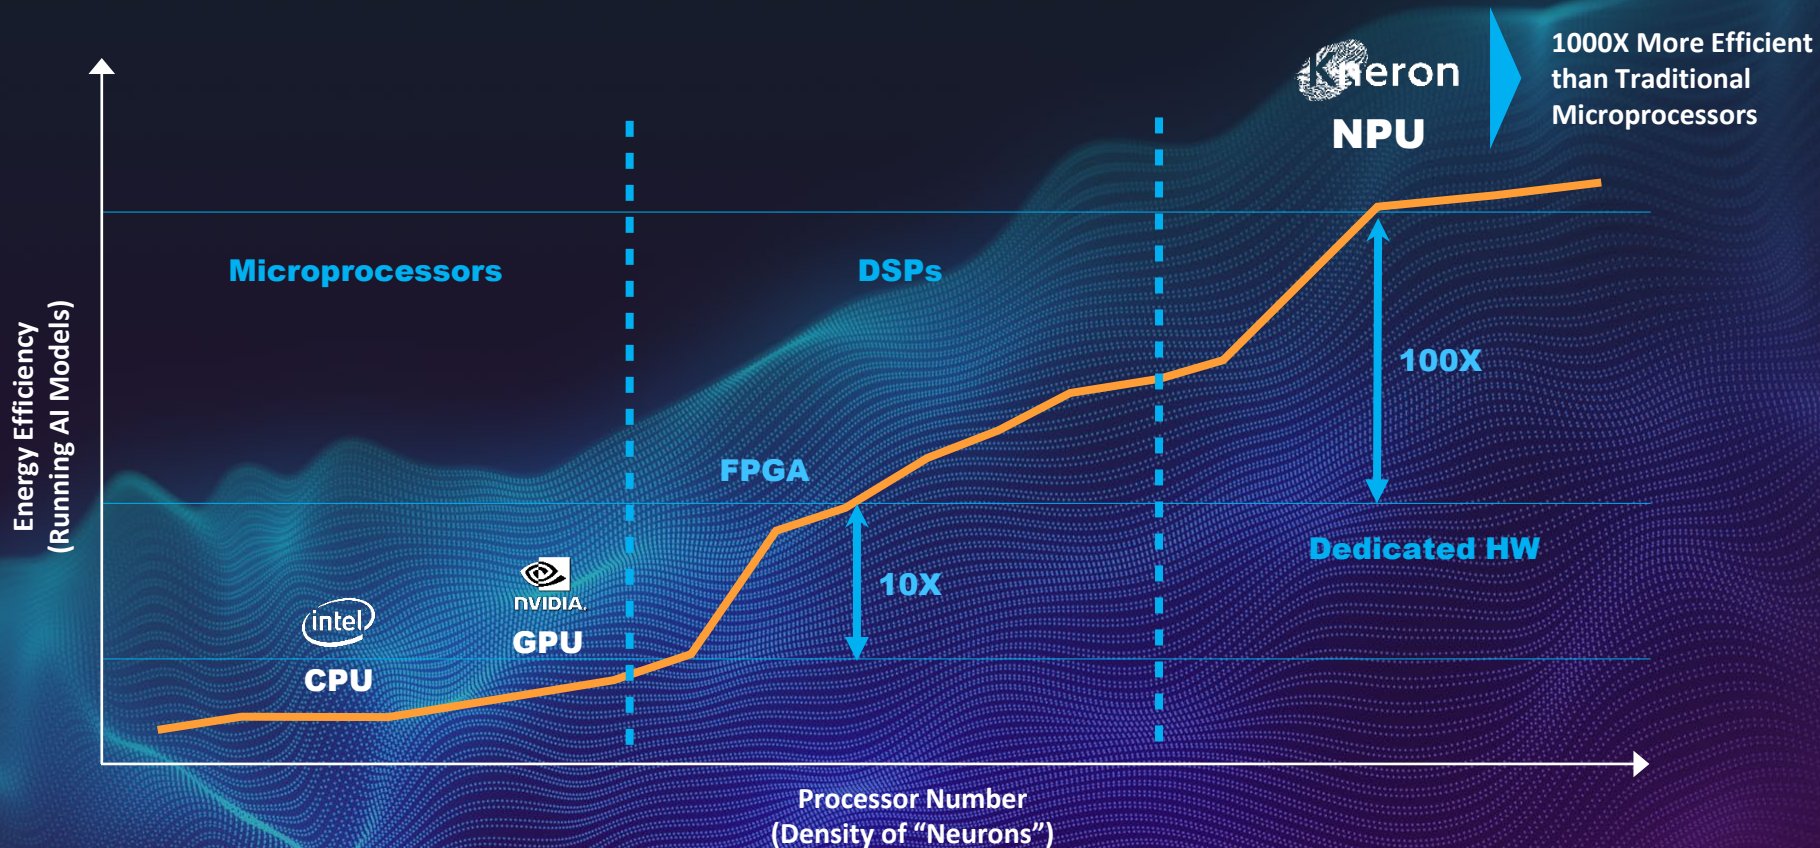 Kneron
NPU
1000X More Efficient
than Traditional
Microprocessors
Microprocessors
DSPs
Energy Efficiency
(Running AI Models)
100X
FPGA
Dedicated HW
10X
nVIDIA.
GPU
intel
CPU
Processor Number
(Density of “Neurons”)